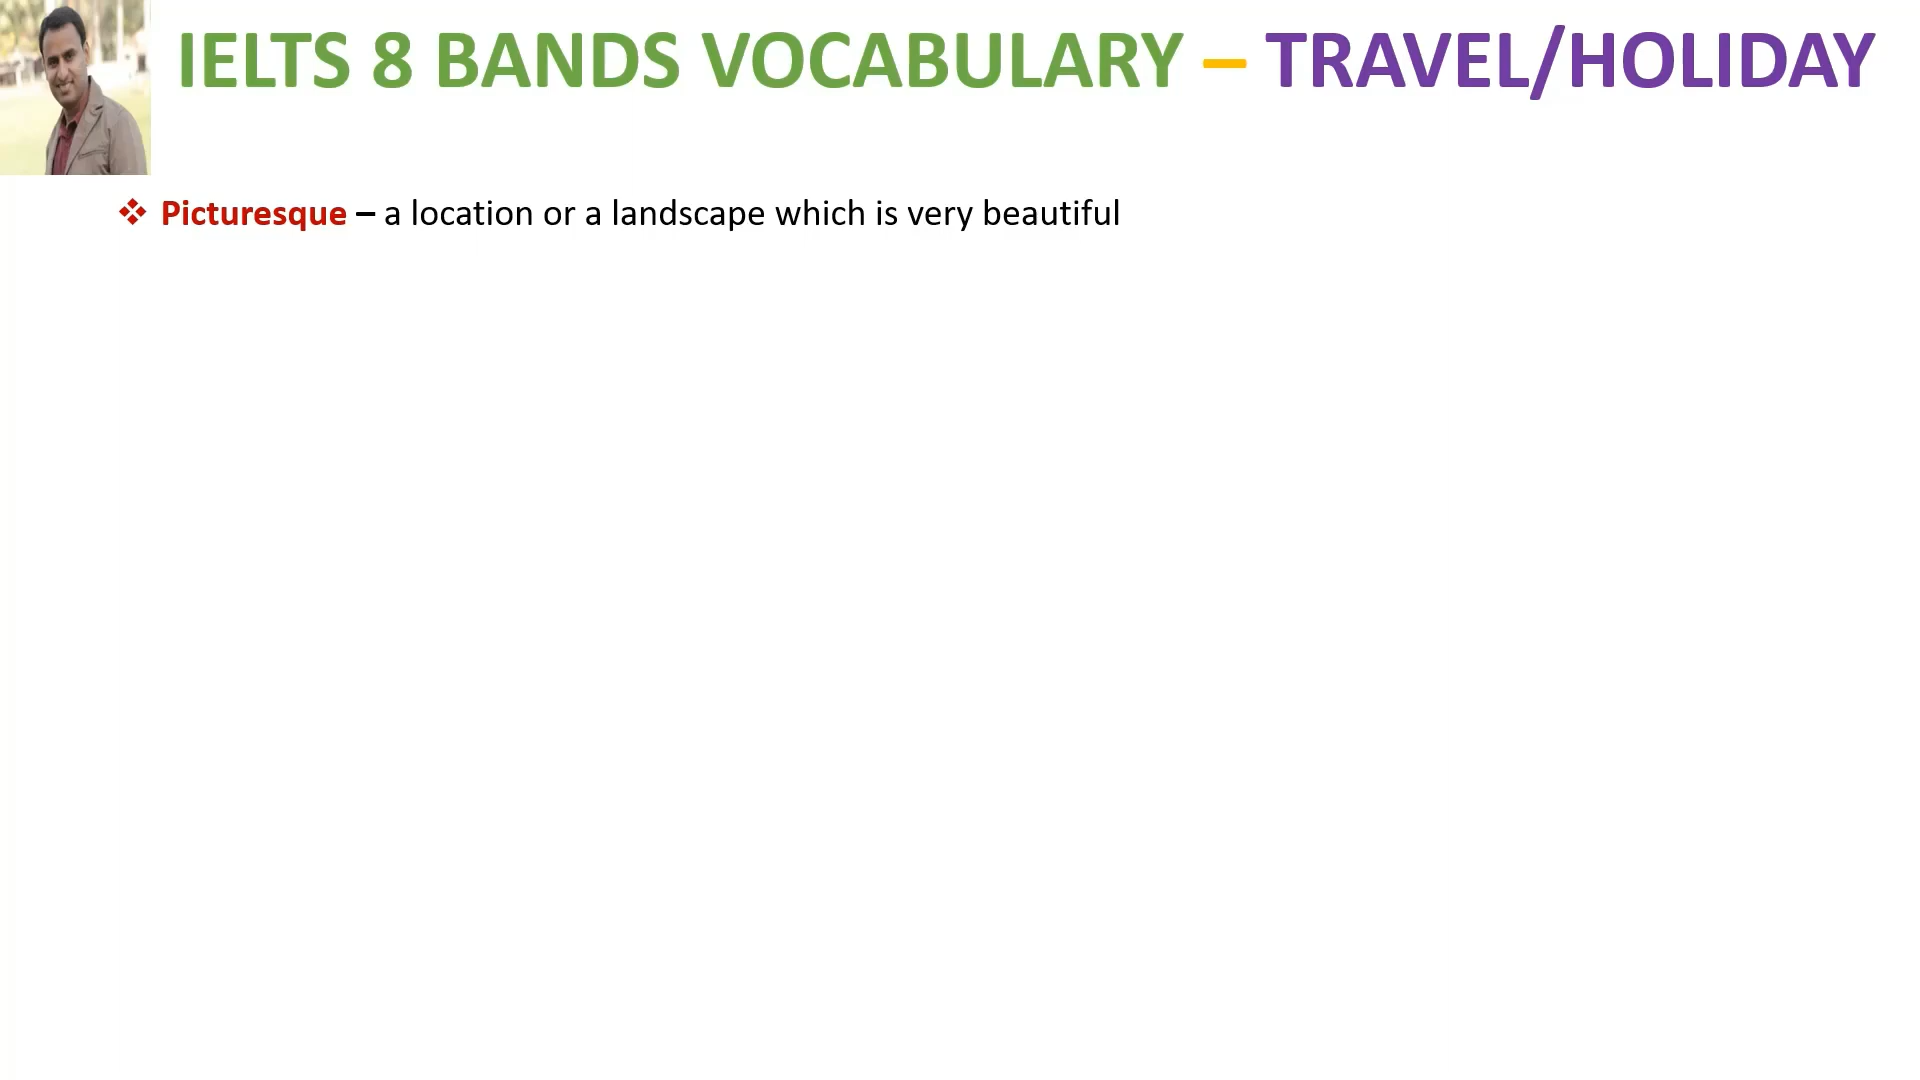 IELTS 8 BANDS VOCABULARY – TRAVEL/HOLIDAY
❖ Picturesque – a location or a landscape which is very beautiful